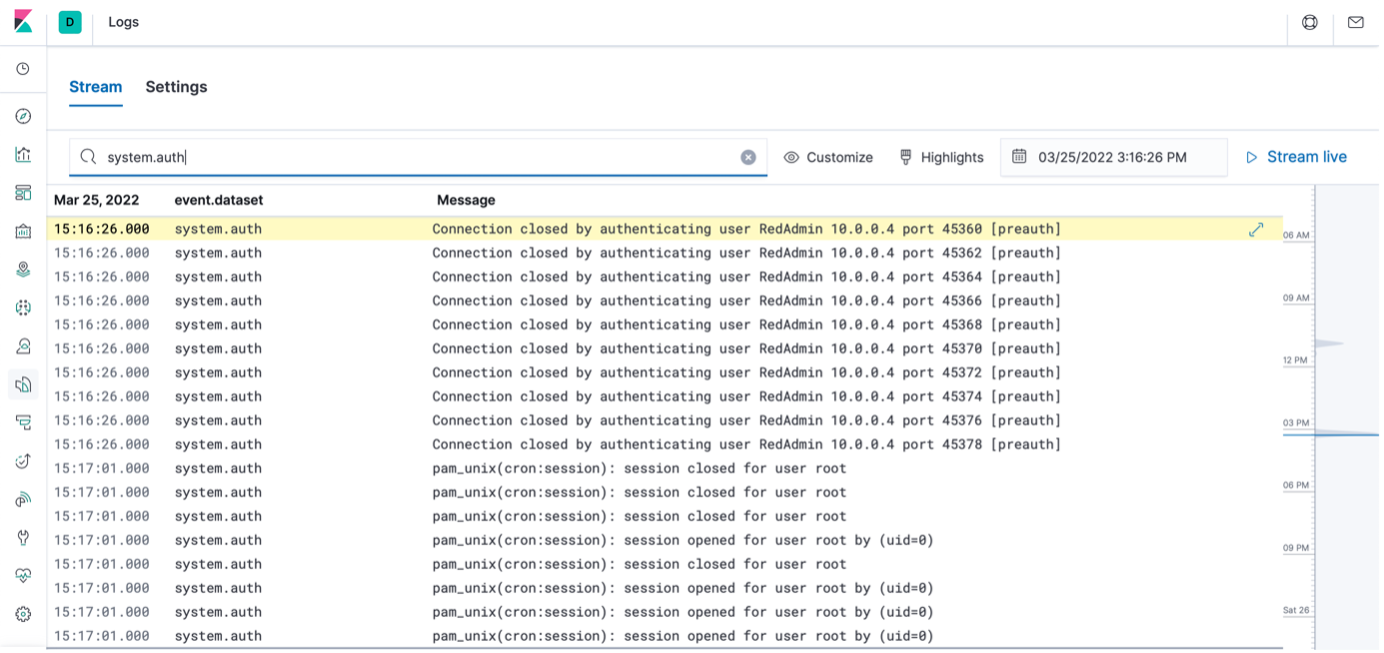 D Logs
Stream Settings
system.auth Customize Highlights 03/25/2022 3:16:26 PM Stream live
Mar 25, 2022 event.dataset Message
15:16:26.000 system.auth Connection closed by authenticating user RedAdmin 10.0.0.4 port 45360 [preauth]
06 AM
15:16:26.000 system.auth Connection closed by authenticating user RedAdmin 10.0.0.4 port 45362 [preauth]
15:16:26.000 system.auth Connection closed by authenticating user RedAdmin 10.0.0.4 port 45364 [preauth]
15:16:26.000 system.auth Connection closed by authenticating user RedAdmin 10.0.0.4 port 45366 [preauth]
09 AM
15:16:26.000 system.auth Connection closed by authenticating user RedAdmin 10.0.0.4 port 45368 [preauth]
15:16:26.000 system.auth Connection closed by authenticating user RedAdmin 10.0.0.4 port 45370 [preauth]
12 PM
15:16:26.000 system.auth Connection closed by authenticating user RedAdmin 10.0.0.4 port 45372 [preauth]
15:16:26.000 system.auth Connection closed by authenticating user RedAdmin 10.0.0.4 port 45374 [preauth]
15:16:26.000 system.auth Connection closed by authenticating user RedAdmin 10.0.0.4 port 45376 [preauth]
03 PM
15:16:26.000 system.auth Connection closed by authenticating user RedAdmin 10.0.0.4 port 45378 [preauth]
15:17:01.000 system.auth pam_unix(cron:session): session closed for user root
06 PM
15:17:01.000 system.auth pam_unix(cron:session): session closed for user root
15:17:01.000 system.auth pam_unix(cron:session): session closed for user root
15:17:01.000 system.auth pam_unix(cron:session): session opened for user root by (uid=0)
09 PM
15:17:01.000 system.auth pam_unix(cron:session): session closed for user root
15:17:01.000 system.auth pam_unix(cron:session): session opened for user root by (uid=0)
15:17:01.000 system.auth pam_unix(cron:session): session opened for user root by (uid=0)
Sat 26
15:17:01.000 system.auth pam_unix(cron:session): session opened for user root by (uid=0)